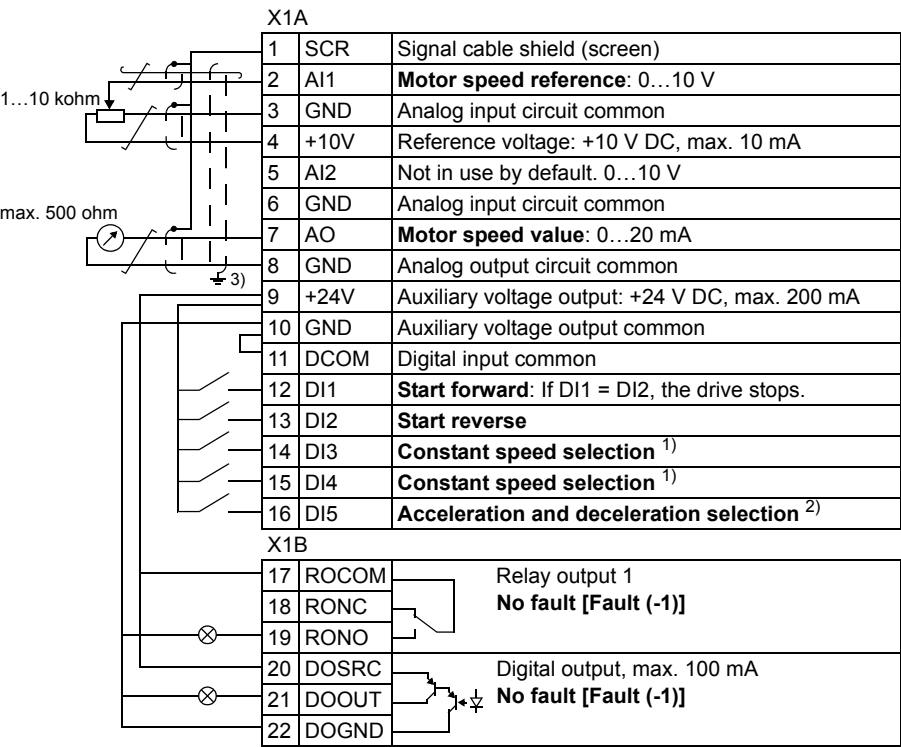 X1A
1 SCR Signal cable shield (screen)
2 AI1 Motor speed reference: 0…10 V
1…10 kohm
3 GND Analog input circuit common
4 +10V Reference voltage: +10 V DC, max. 10 mA
5 AI2 Not in use by default. 0…10 V
6 GND Analog input circuit common
max. 500 ohm
7 AO Motor speed value: 0…20 mA
8 GND Analog output circuit common
3)
9 +24V Auxiliary voltage output: +24 V DC, max. 200 mA
10 GND Auxiliary voltage output common
11 DCOM Digital input common
12 DI1 Start forward: If DI1 = DI2, the drive stops.
13 DI2 Start reverse
14 DI3 Constant speed selection 1)
15 DI4 Constant speed selection 1)
16 DI5 Acceleration and deceleration selection 2)
X1B
17 ROCOM Relay output 1
18 RONC No fault [Fault (-1)]
19 RONO
20 DOSRC Digital output, max. 100 mA
21 DOOUT No fault [Fault (-1)]
22 DOGND